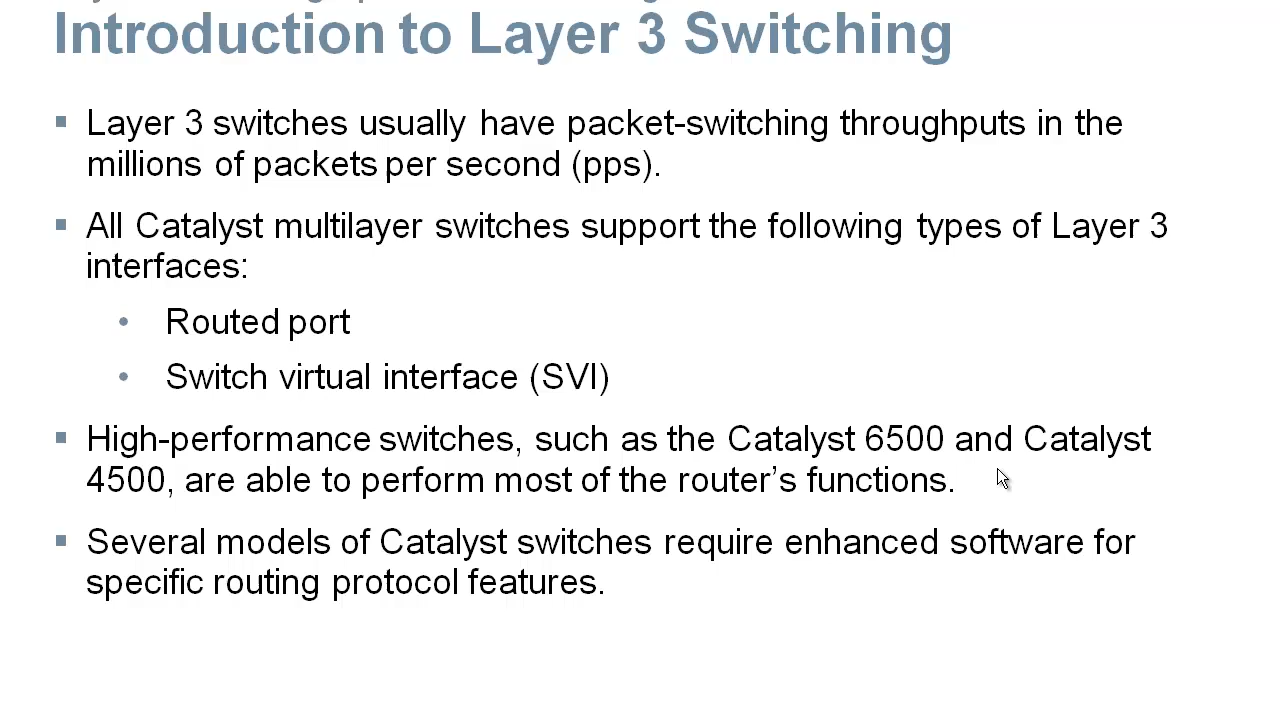 Introduction to Layer 3 Switching
▪ Layer 3 switches usually have packet-switching throughputs in the
millions of packets per second (pps).
▪ All Catalyst multilayer switches support the following types of Layer 3
interfaces:
• Routed port
• Switch virtual interface (SVI)
▪ High-performance switches, such as the Catalyst 6500 and Catalyst
4500, are able to perform most of the router’s functions.
▪ Several models of Catalyst switches require enhanced software for
specific routing protocol features.